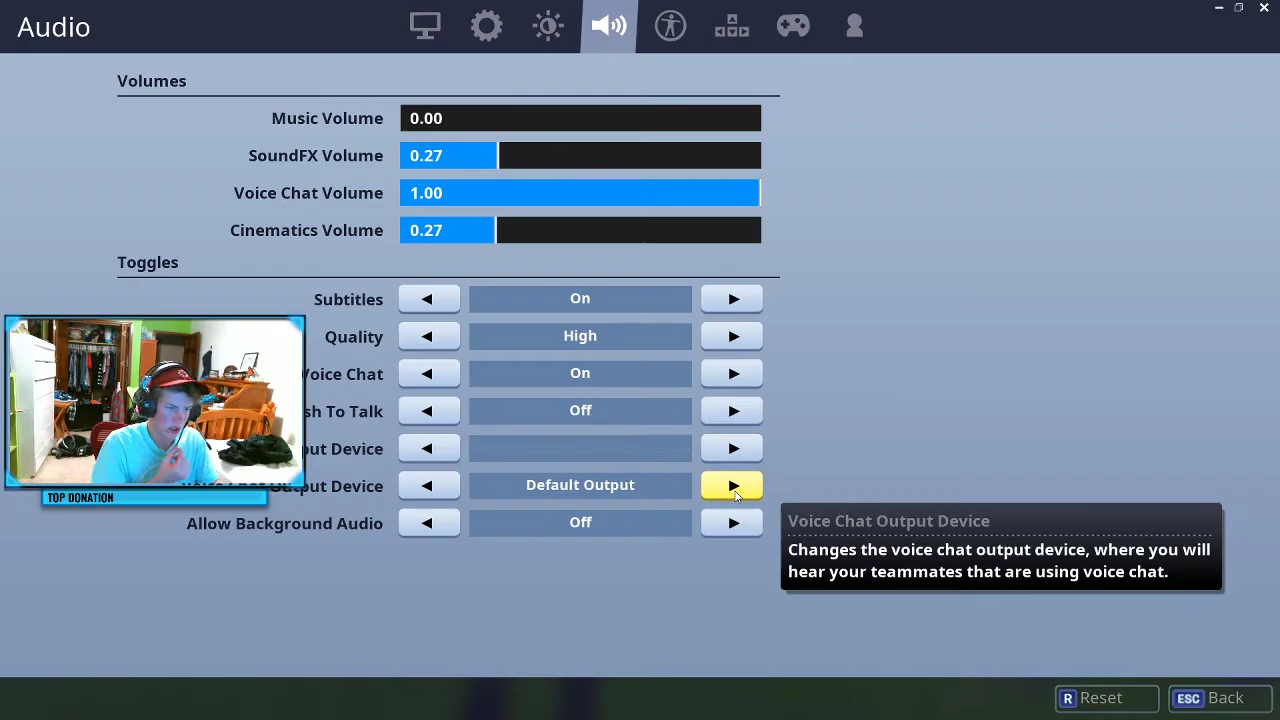 Audio
Volumes
Music Volume 0.00
SoundFX Volume 0.27
Voice Chat Volume 1.00
Cinematics Volume 0.27
Toggles
Subtitles On
Quality High
Voice Chat On
sh To Talk Off
put Device
Output Device Default Output
TOP DONATION
Allow Background Audio Off
Voice Chat Output Device
Changes the voice chat output device, where you will
hear your teammates that are using voice chat.
R Reset ESC Back